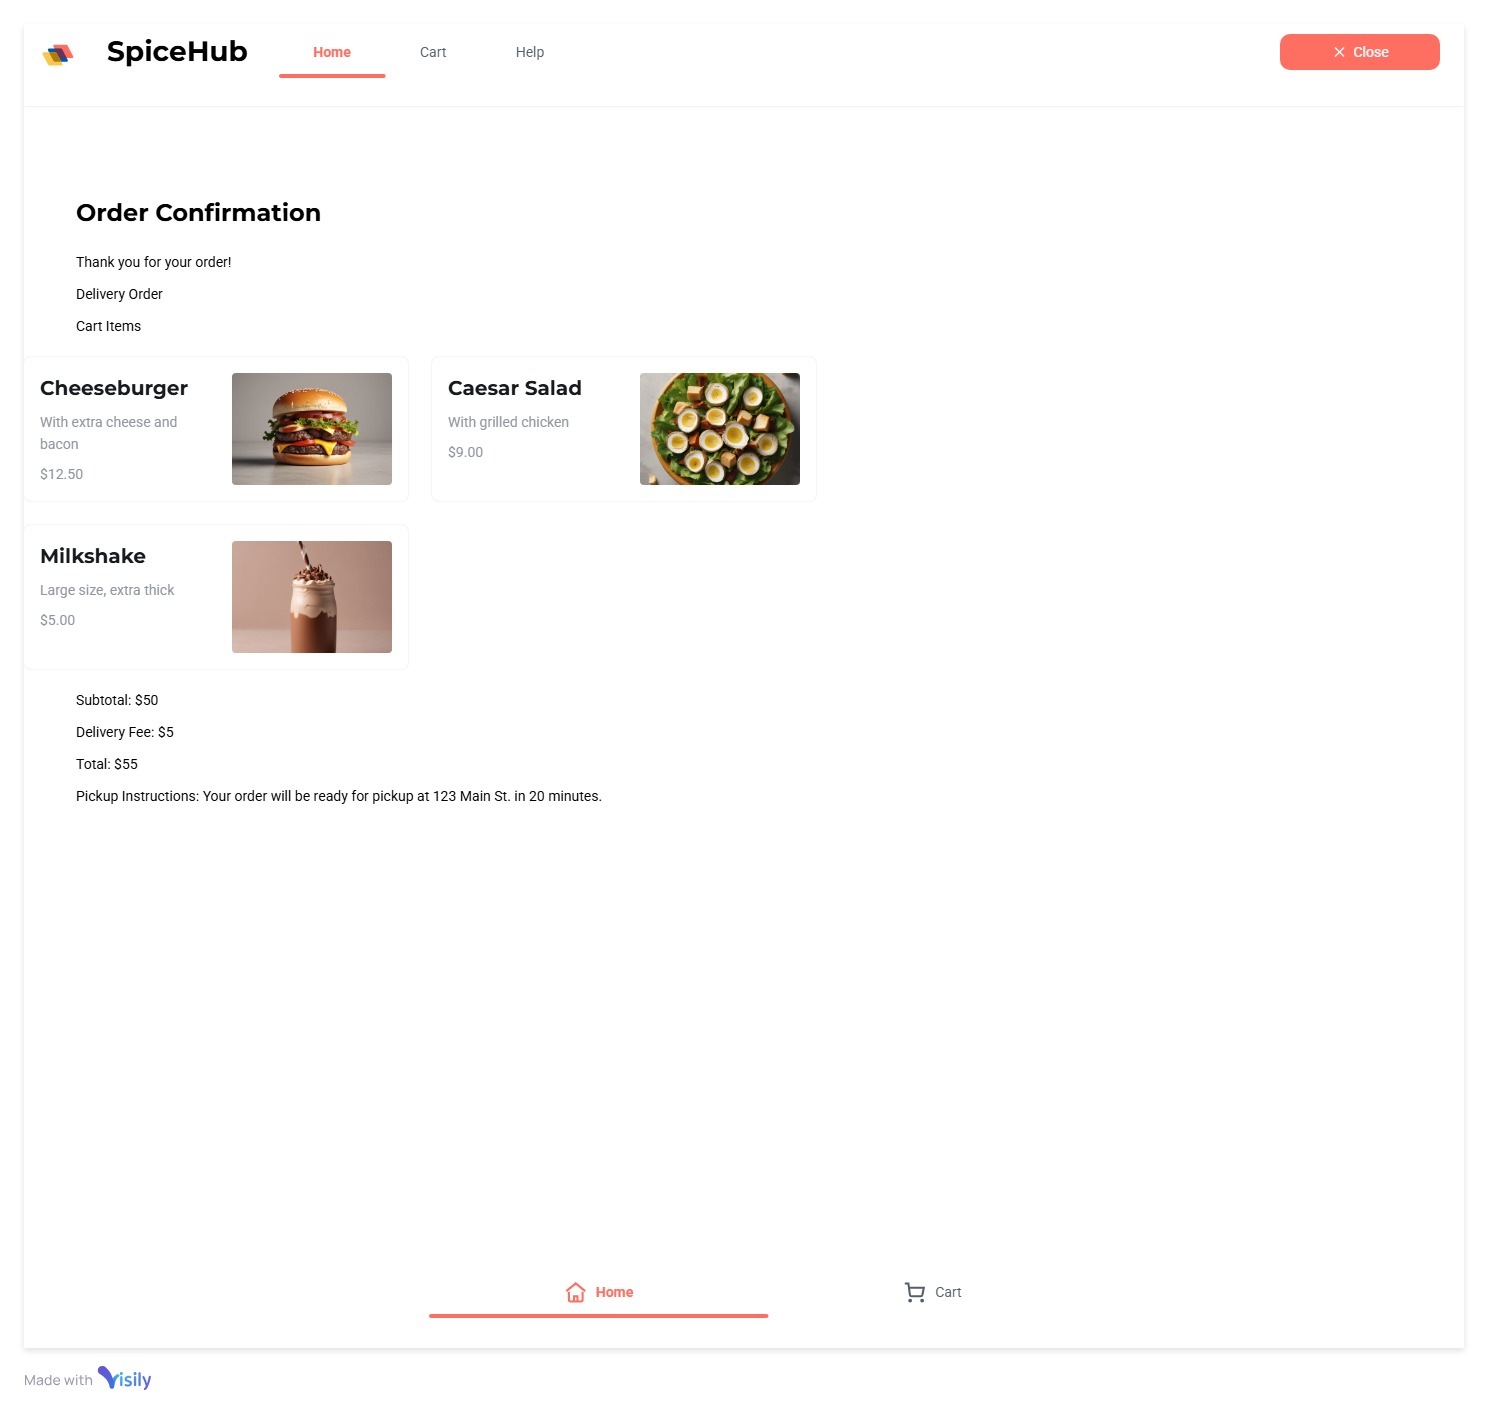 SpiceHub
Home
Cart
Help
Close
Order Confirmation
Thank you for your order!
Delivery Order
Cart Items
Cheeseburger
With extra cheese and
bacon
$12.50
Caesar Salad
With grilled chicken
$9.00
Milkshake
Large size, extra thick
$5.00
Subtotal: $50
Delivery Fee: $5
Total: $55
Pickup Instructions: Your order will be ready for pickup at 123 Main St. in 20 minutes.
Home
Cart
Made with Visily